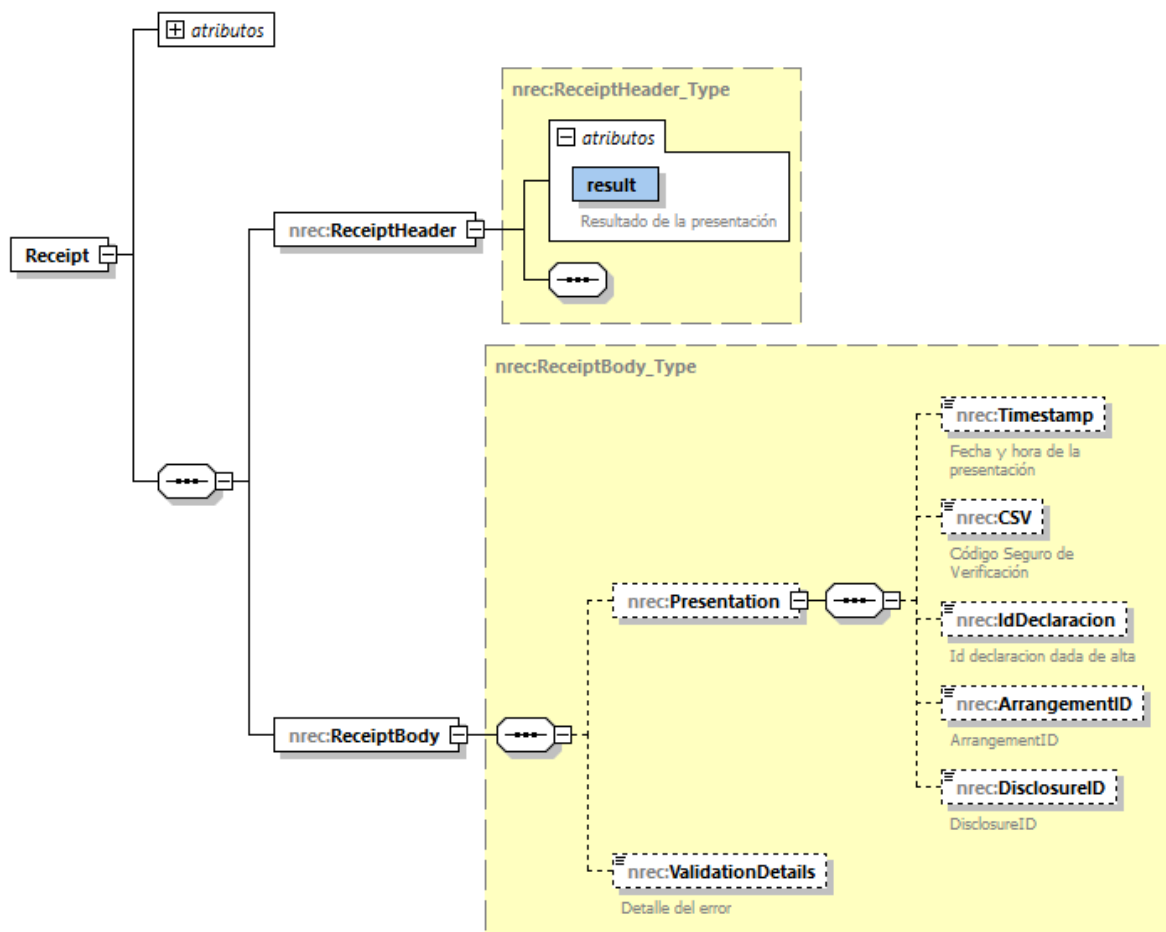 atributos
nrec:ReceiptHeader_Type
atributos
result
Resultado de la presentación
nrec:ReceiptHeader
Receipt
nrec:ReceiptBody_Type
nrec:Timestamp
Fecha y hora de la
presentación
nrec:CSV
Código Seguro de
Verificación
nrec:Presentation
nrec:IdDeclaracion
Id declaracion dada de alta
nrec:ArrangementID
ArrangementID
nrec:ReceiptBody
nrec:DisclosureID
DisclosureID
nrec:ValidationDetails
Detalle del error